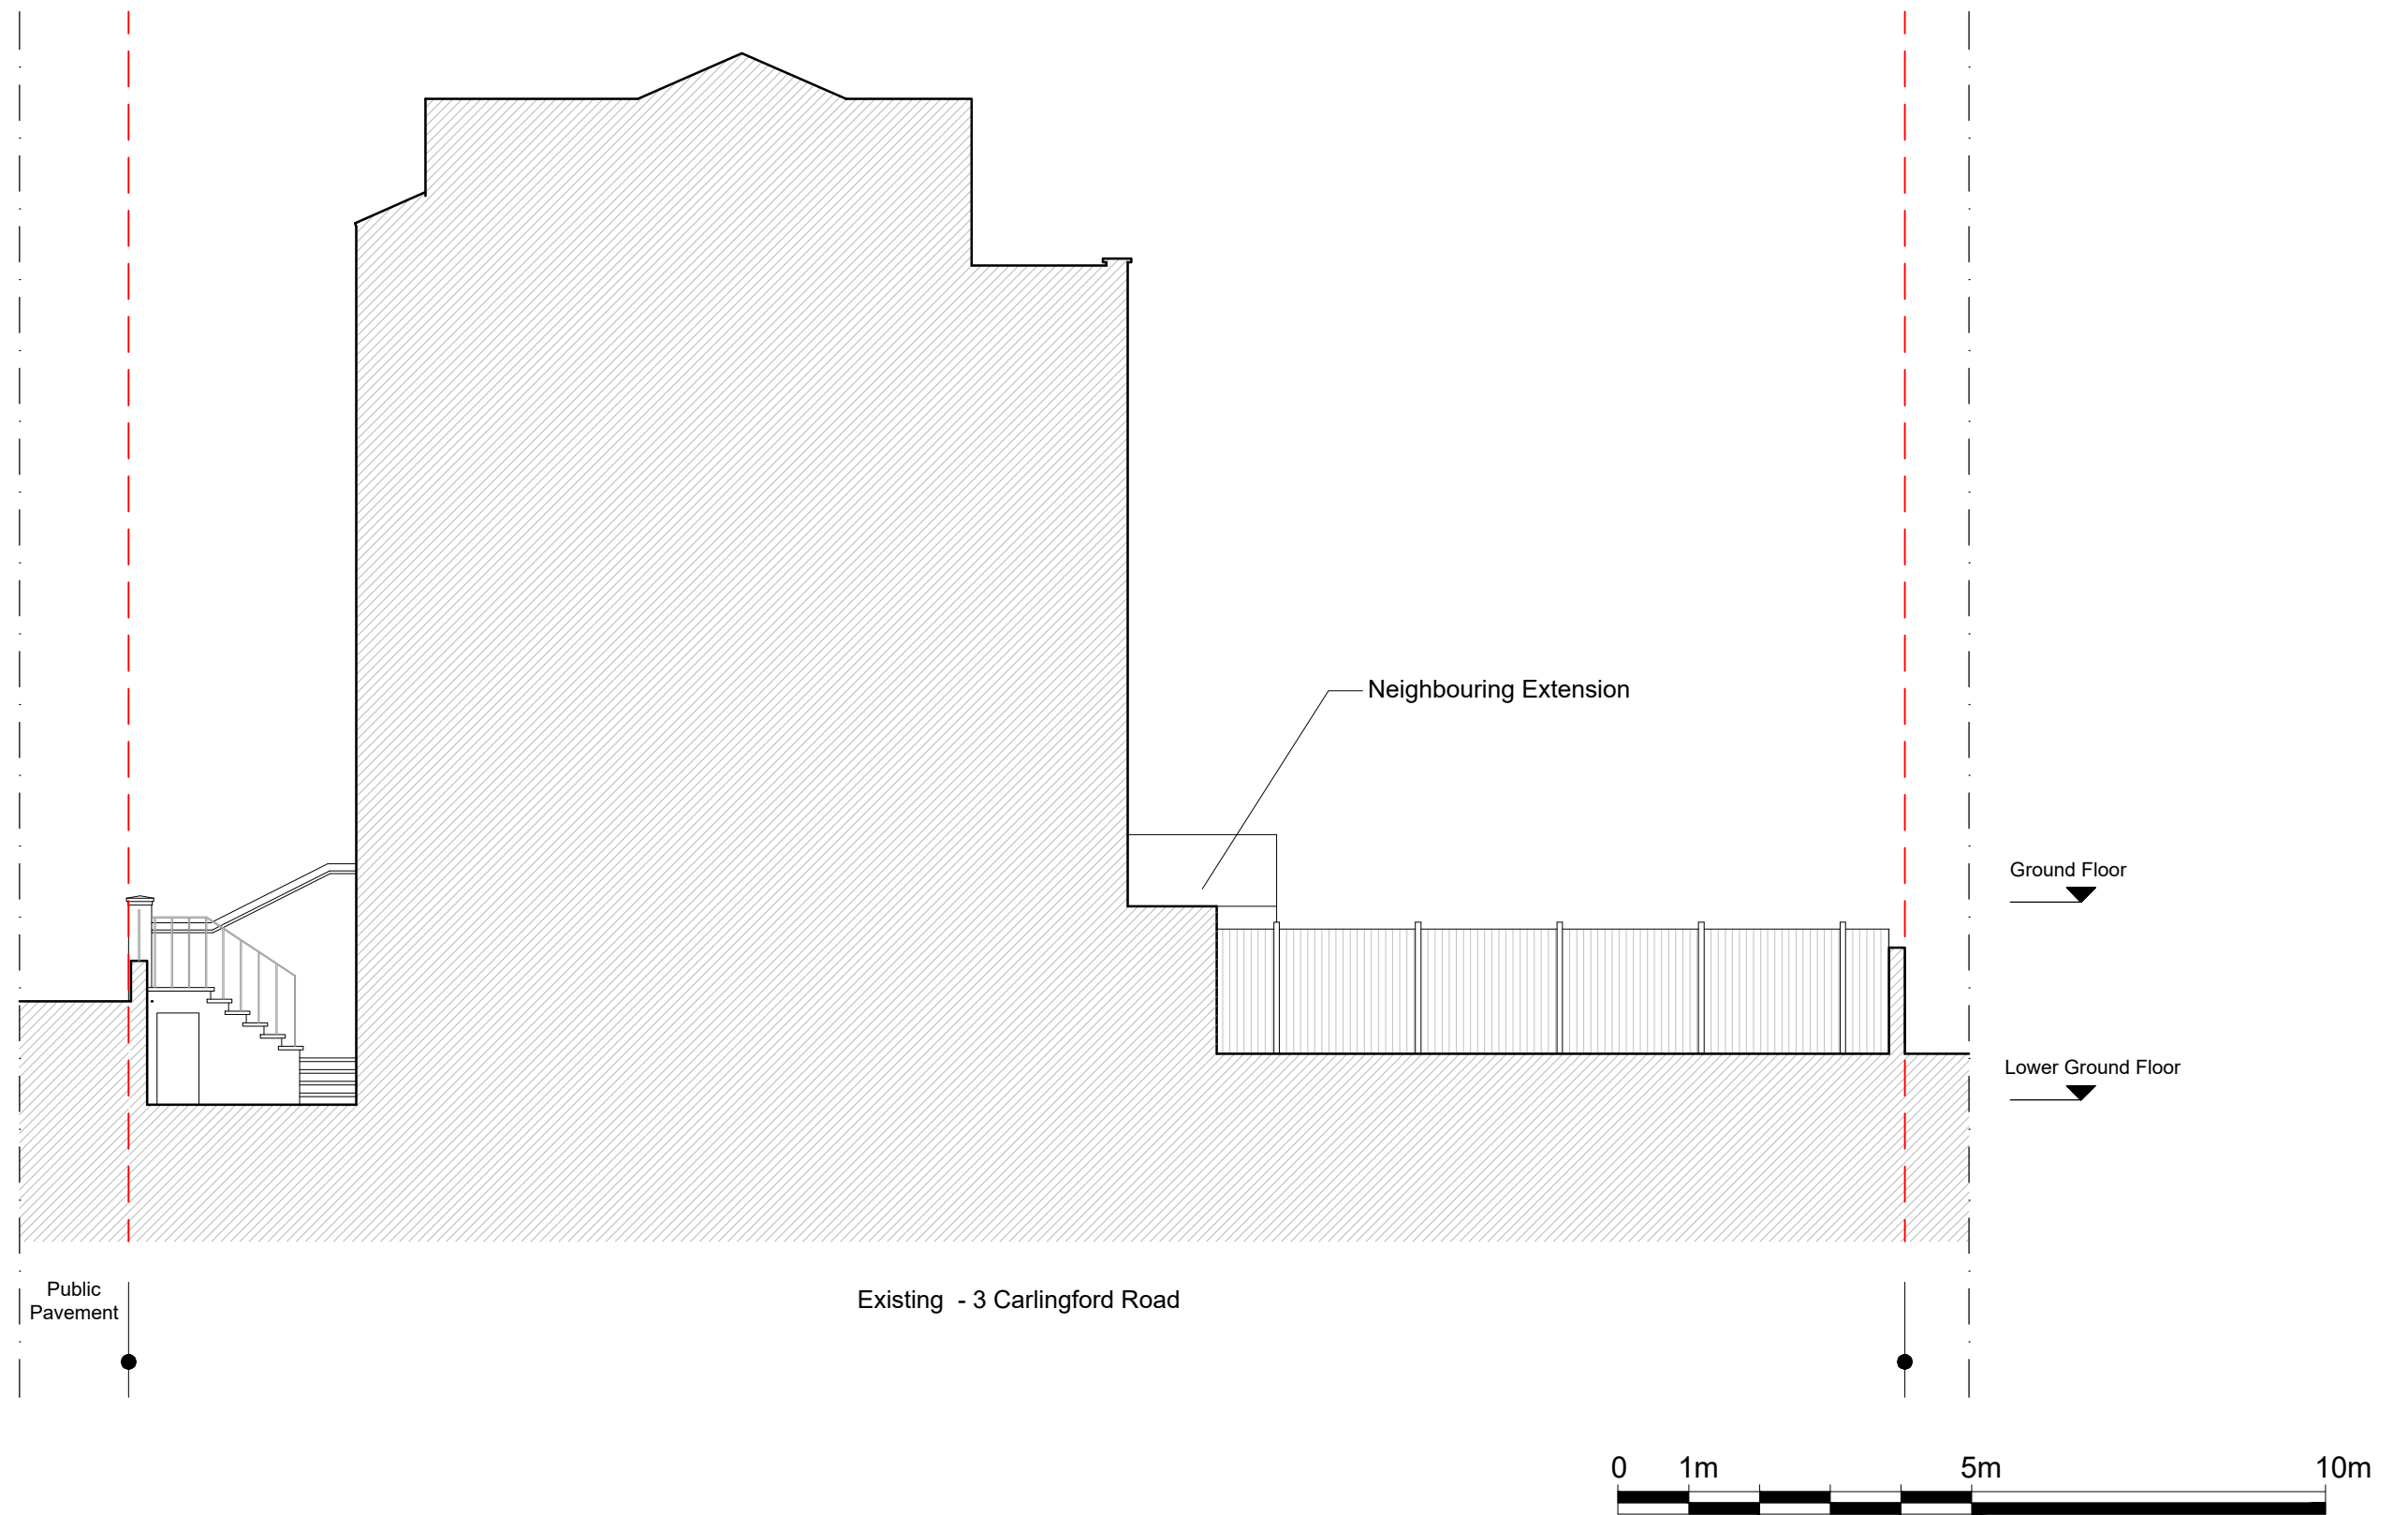 Neighbouring Extension
Ground Floor
Lower Ground Floor
Public
Pavement
Existing - 3 Carlingford Road
0 1m 5m 10m